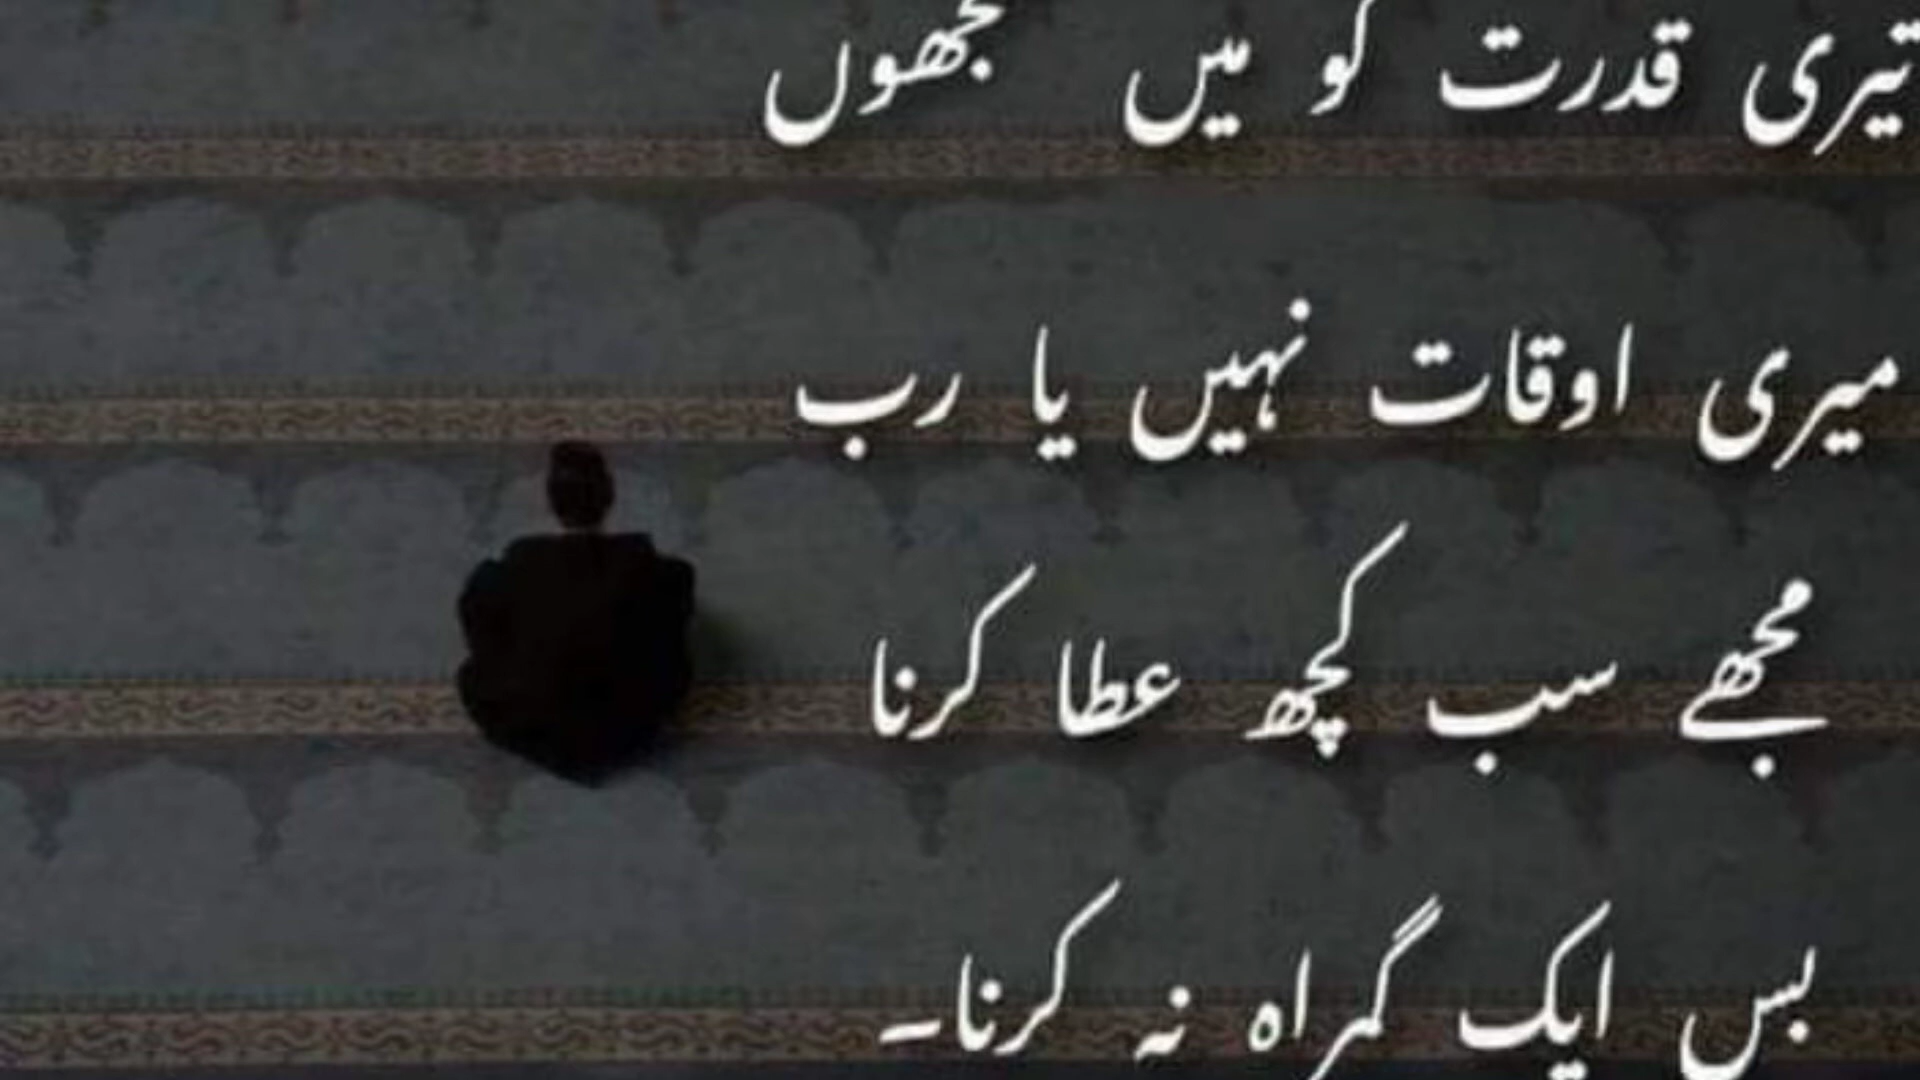 تیری قدرت کو میں سمجھوں
میری اوقات نہیں یا رب
مجھے سب کچھ عطا کرنا
بس ایک گمراہ نہ کرنا۔